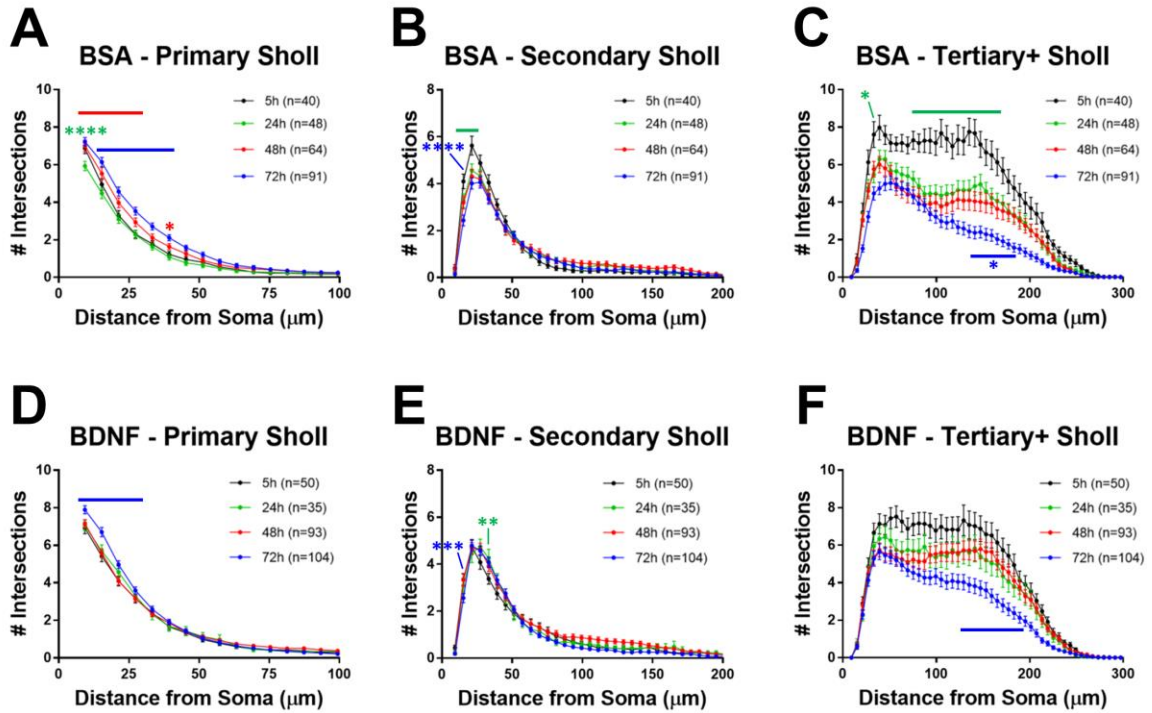 A
BSA - Primary Sholl
# Intersections
10
8
6
4
2
0
****
*
5h (n=40)
24h (n=48)
48h (n=64)
72h (n=91)
0 25 50 75 100
Distance from Soma (μm)
B
BSA - Secondary Sholl
# Intersections
8
6
4
2
0
****
5h (n=40)
24h (n=48)
48h (n=64)
72h (n=91)
0 50 100 150 200
Distance from Soma (μm)
C
BSA - Tertiary+ Sholl
# Intersections
10
8
6
4
2
0
*
*
5h (n=40)
24h (n=48)
48h (n=64)
72h (n=91)
0 100 200 300
Distance from Soma (μm)
D
BDNF - Primary Sholl
# Intersections
10
8
6
4
2
0
5h (n=50)
24h (n=35)
48h (n=93)
72h (n=104)
0 25 50 75 100
Distance from Soma (μm)
E
BDNF - Secondary Sholl
# Intersections
8
6
4
2
0
***
**
5h (n=50)
24h (n=35)
48h (n=93)
72h (n=104)
0 50 100 150 200
Distance from Soma (μm)
F
BDNF - Tertiary+ Sholl
# Intersections
10
8
6
4
2
0
5h (n=50)
24h (n=35)
48h (n=93)
72h (n=104)
0 100 200 300
Distance from Soma (μm)